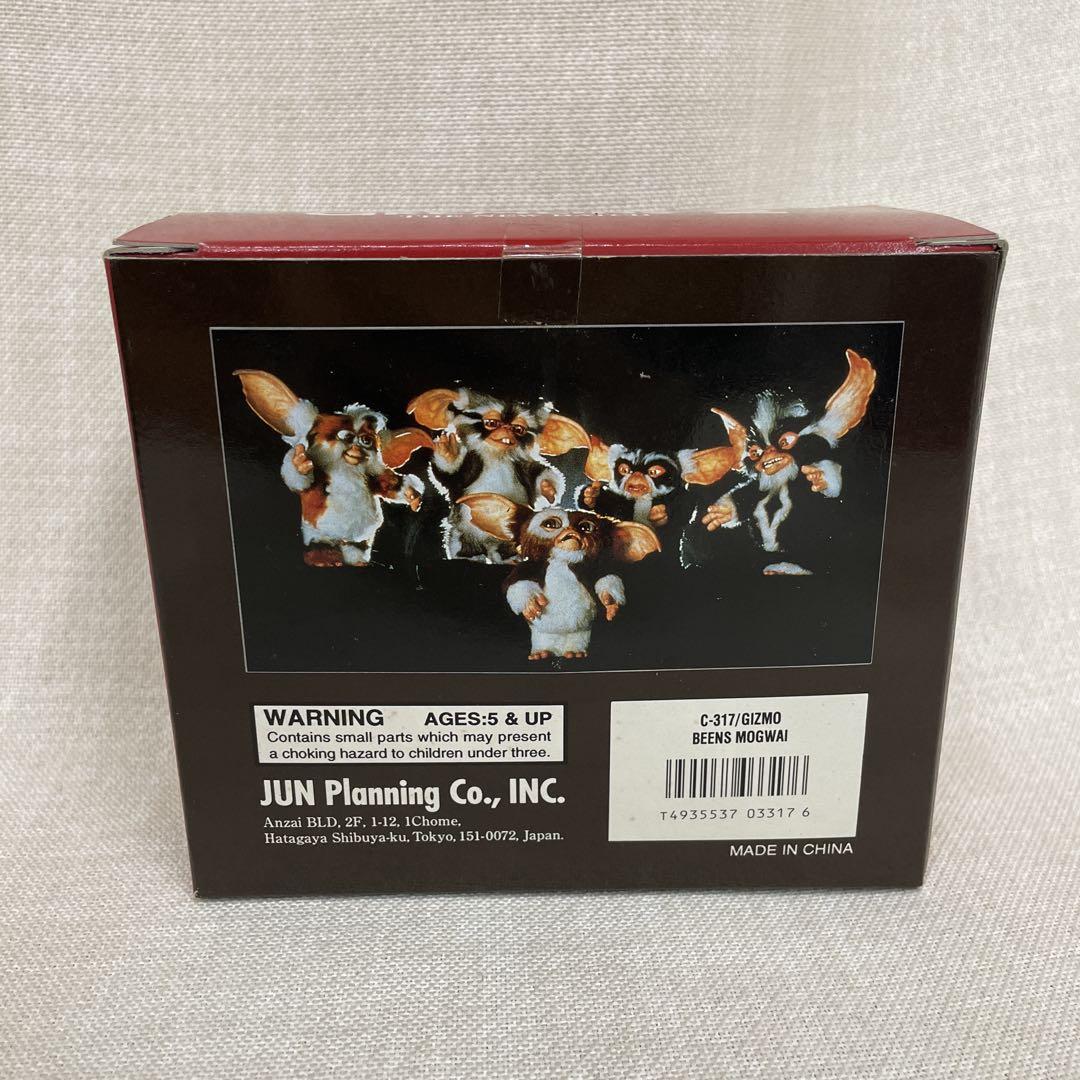 WARNING AGES:5 & UP
Contains small parts which may present
a choking hazard to children under three.
JUN Planning Co., INC.
Anzai BLD, 2F, 1-12, 1Chome,
Hatagaya Shibuya-ku, Tokyo, 151-0072, Japan.
C-317/GIZMO
BEENS MOGWAI
T4935537 03317 6
MADE IN CHINA